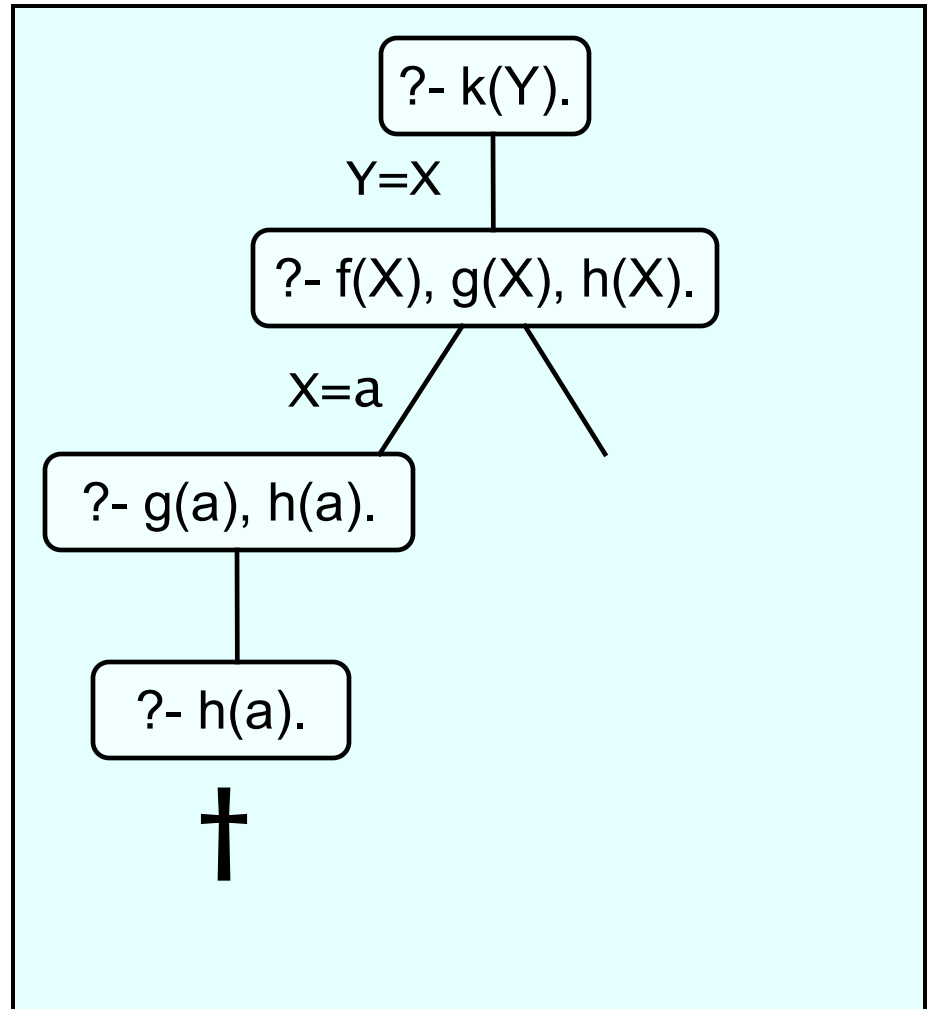 ?- k(Y).
Y=X
?- f(X), g(X), h(X).
X=a
?- g(a), h(a).
?- h(a).
†